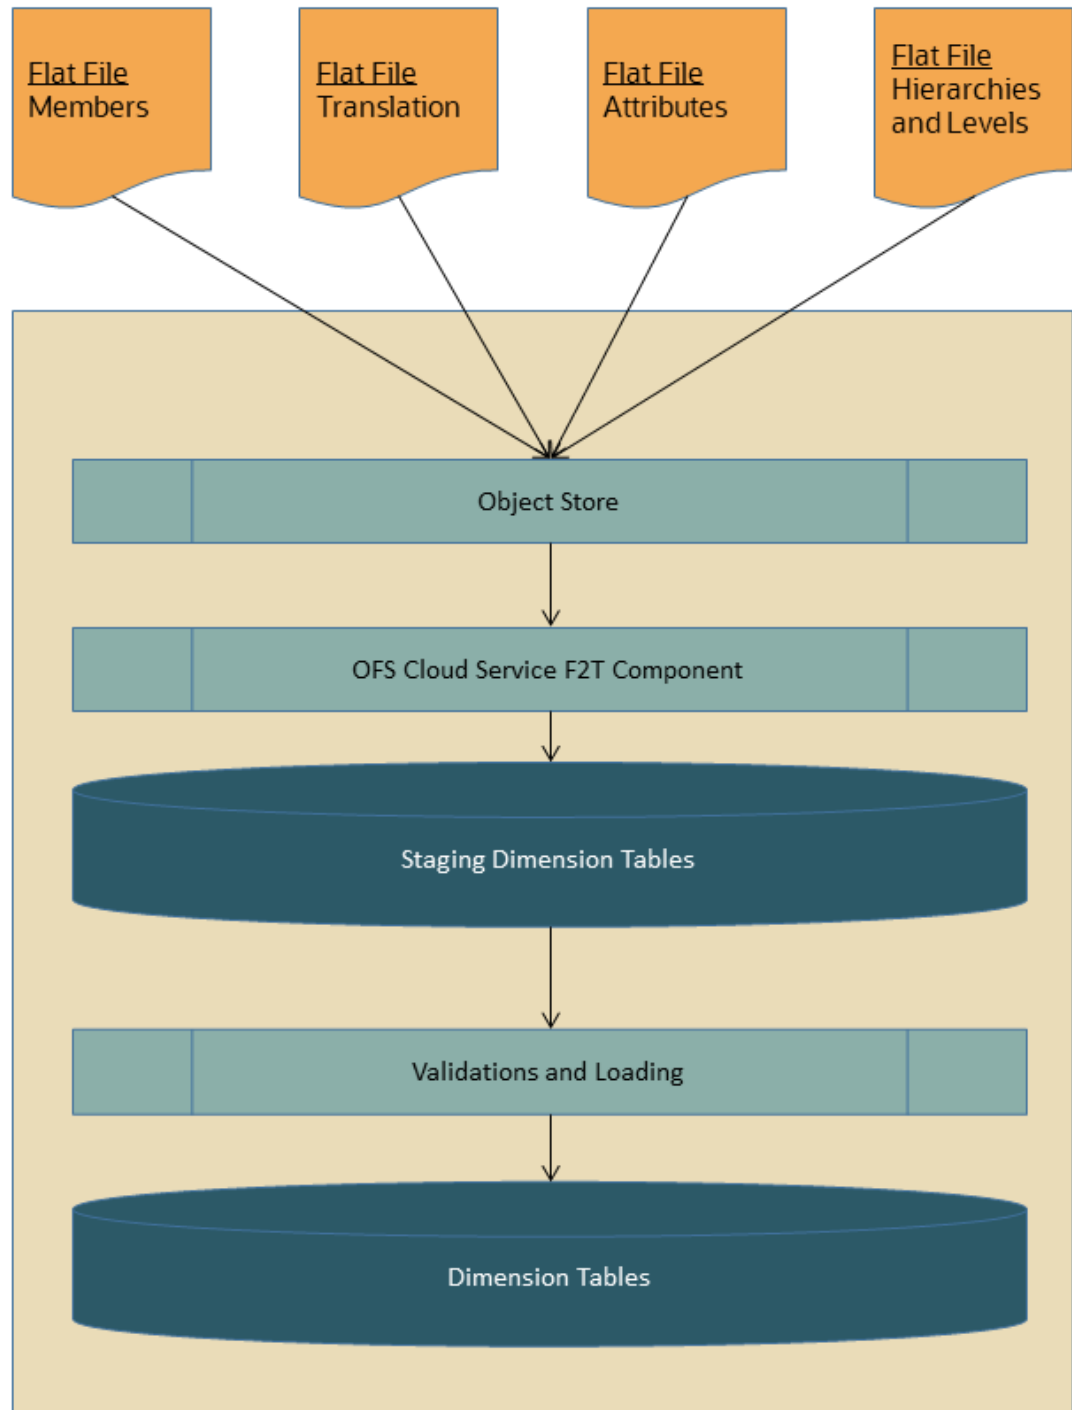 Flat File
Members
Flat File
Translation
Flat File
Attributes
Flat File
Hierarchies
and Levels
Object Store
OFS Cloud Service F2T Component
Staging Dimension Tables
Validations and Loading
Dimension Tables